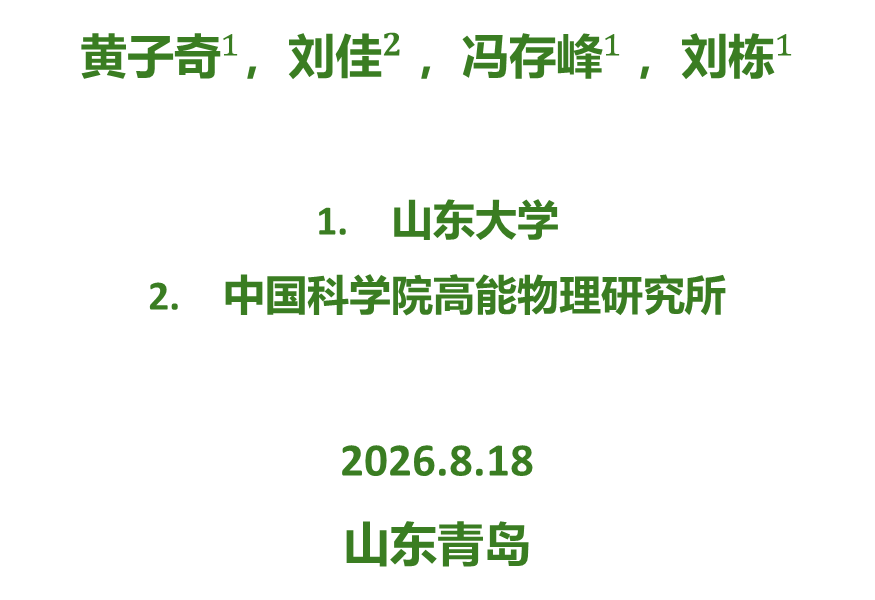 黄子奇¹，刘佳²，冯存峰¹，刘栋¹
1. 山东大学
2. 中国科学院高能物理研究所
2026.8.18
山东青岛